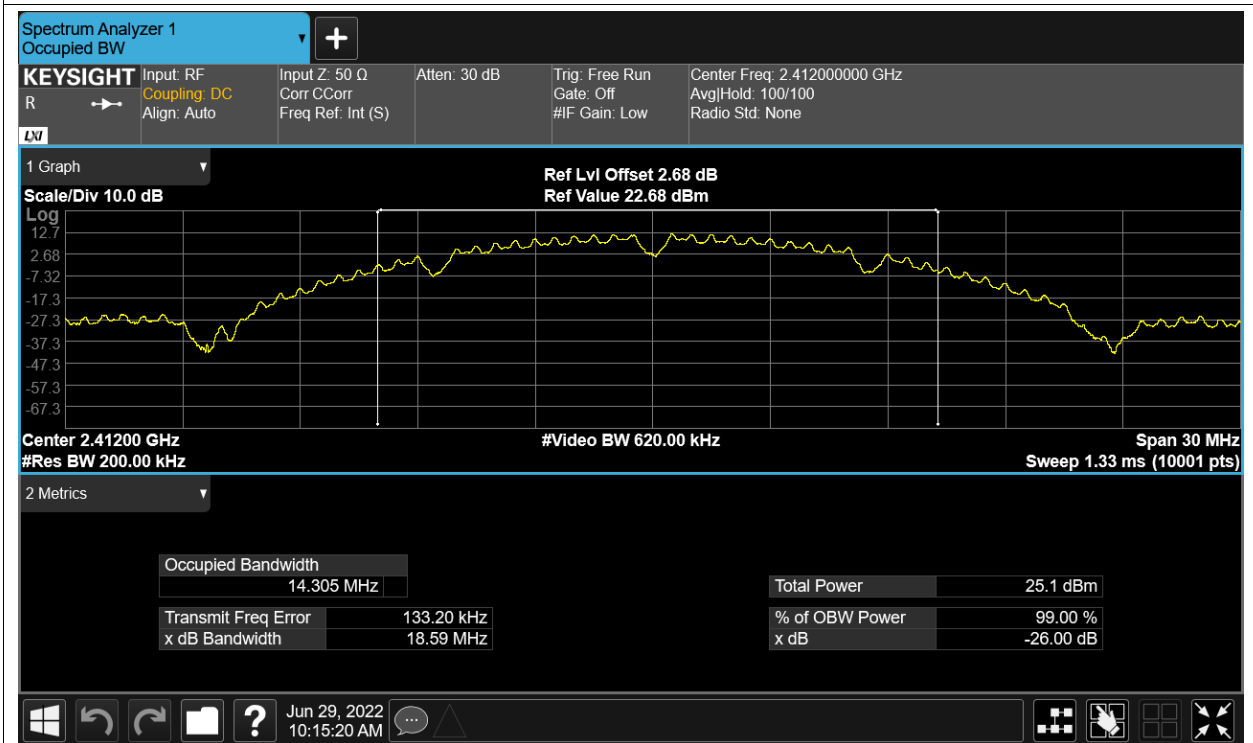 Spectrum Analyzer 1
Occupied BW
KEYSIGHT
R
LXI
Input: RF
Coupling: DC
Align: Auto
Input Z: 50 Ω
Corr CCorr
Freq Ref: Int (S)
Atten: 30 dB
Trig: Free Run
Gate: Off
#IF Gain: Low
Center Freq: 2.412000000 GHz
Avg|Hold: 100/100
Radio Std: None
1 Graph
Scale/Div 10.0 dB
Ref Lvl Offset 2.68 dB
Ref Value 22.68 dBm
Log
12.7
2.68
-7.32
-17.3
-27.3
-37.3
-47.3
-57.3
-67.3
Center 2.41200 GHz
#Video BW 620.00 kHz
Span 30 MHz
#Res BW 200.00 kHz
Sweep 1.33 ms (10001 pts)
2 Metrics
Occupied Bandwidth
14.305 MHz
Total Power 25.1 dBm
Transmit Freq Error 133.20 kHz
% of OBW Power 99.00 %
x dB Bandwidth 18.59 MHz
x dB -26.00 dB
?
Jun 29, 2022
10:15:20 AM